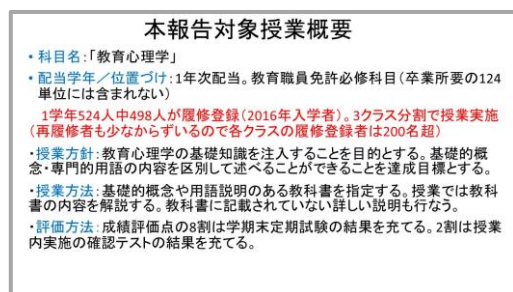 本報告対象授業概要
・科目名:「教育心理学」
・配当学年／位置づけ:1年次配当。教育職員免許必修科目(卒業所要の124
単位には含まれない)
1学年524人中498人が履修登録(2016年入学者)。3クラス分割で授業実施
(再履修者も少なからずいるので各クラスの履修登録者は200名超)
・授業方針:教育心理学の基礎知識を注入することを目的とする。基礎的概
念・専門的用語の内容を区別して述べることができることを達成目標とする。
・授業方法:基礎的概念や用語説明のある教科書を指定する。授業では教科
書の内容を解説する。教科書に記載されていない詳しい説明も行なう。
・評価方法:成績評価点の8割は学期末定期試験の結果を充てる。2割は授業
内実施の確認テストの結果を充てる。